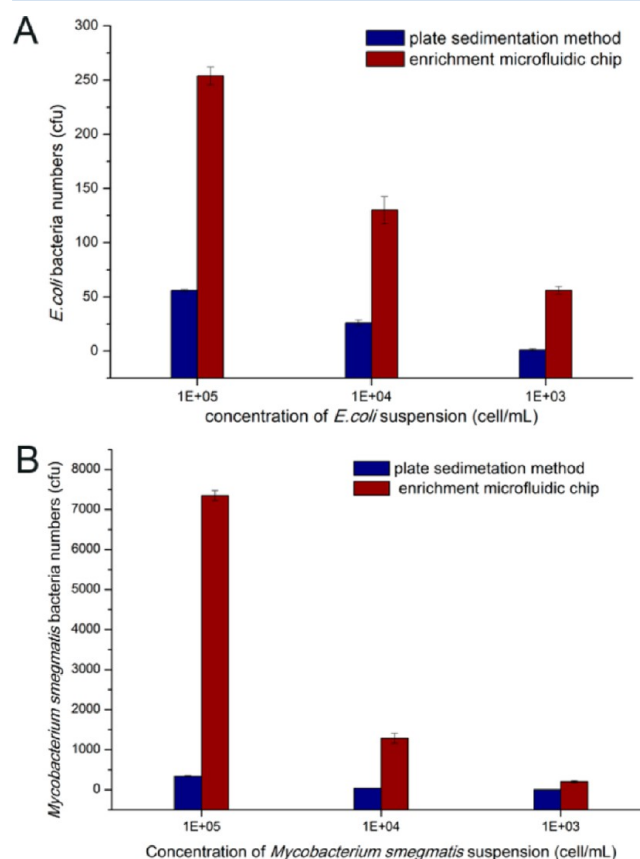 A
plate sedimentation method
enrichment microfluidic chip
300
250
200
150
100
50
0
E.coli bacteria numbers (cfu)
1E+05 1E+04 1E+03
concentration of E.coli suspension (cell/mL)
B
plate sedimetation method
enrichment microfluidic chip
8000
7000
6000
5000
4000
3000
2000
1000
0
Mycobacterium smegmatis bacteria numbers (cfu)
1E+05 1E+04 1E+03
Concentration of Mycobacterium smegmatis suspension (cell/mL)